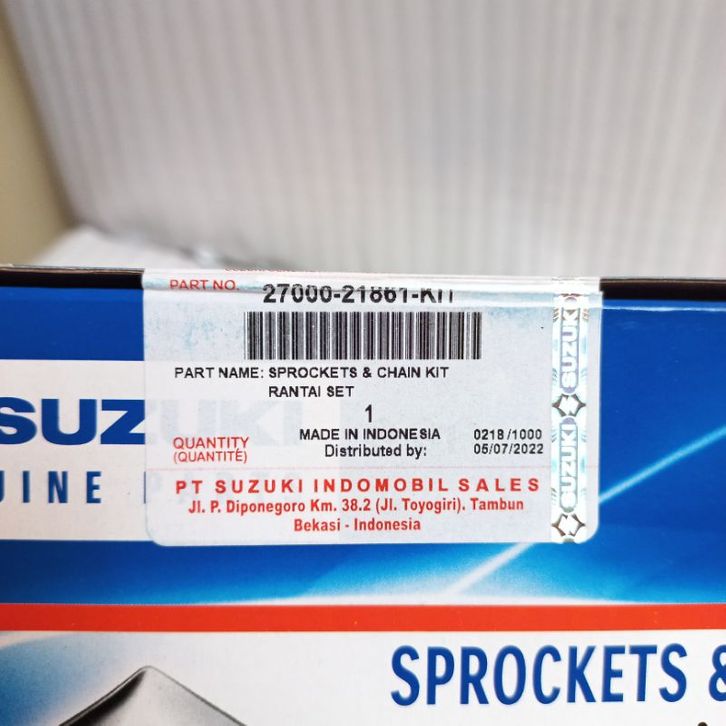 PART NO. 27000-21861-KIT
PART NAME: SPROCKETS & CHAIN KIT
RANTAI SET
1
QUANTITY
(QUANTITÉ)
MADE IN INDONESIA 0218/1000
Distributed by: 05/07/2022
PT SUZUKI INDOMOBIL SALES
Jl. P. Diponegoro Km. 38.2 (Jl. Toyogiri). Tambun
Bekasi - Indonesia
SUZUKI
SUZUKI
SUZUKI
SPROCKETS &